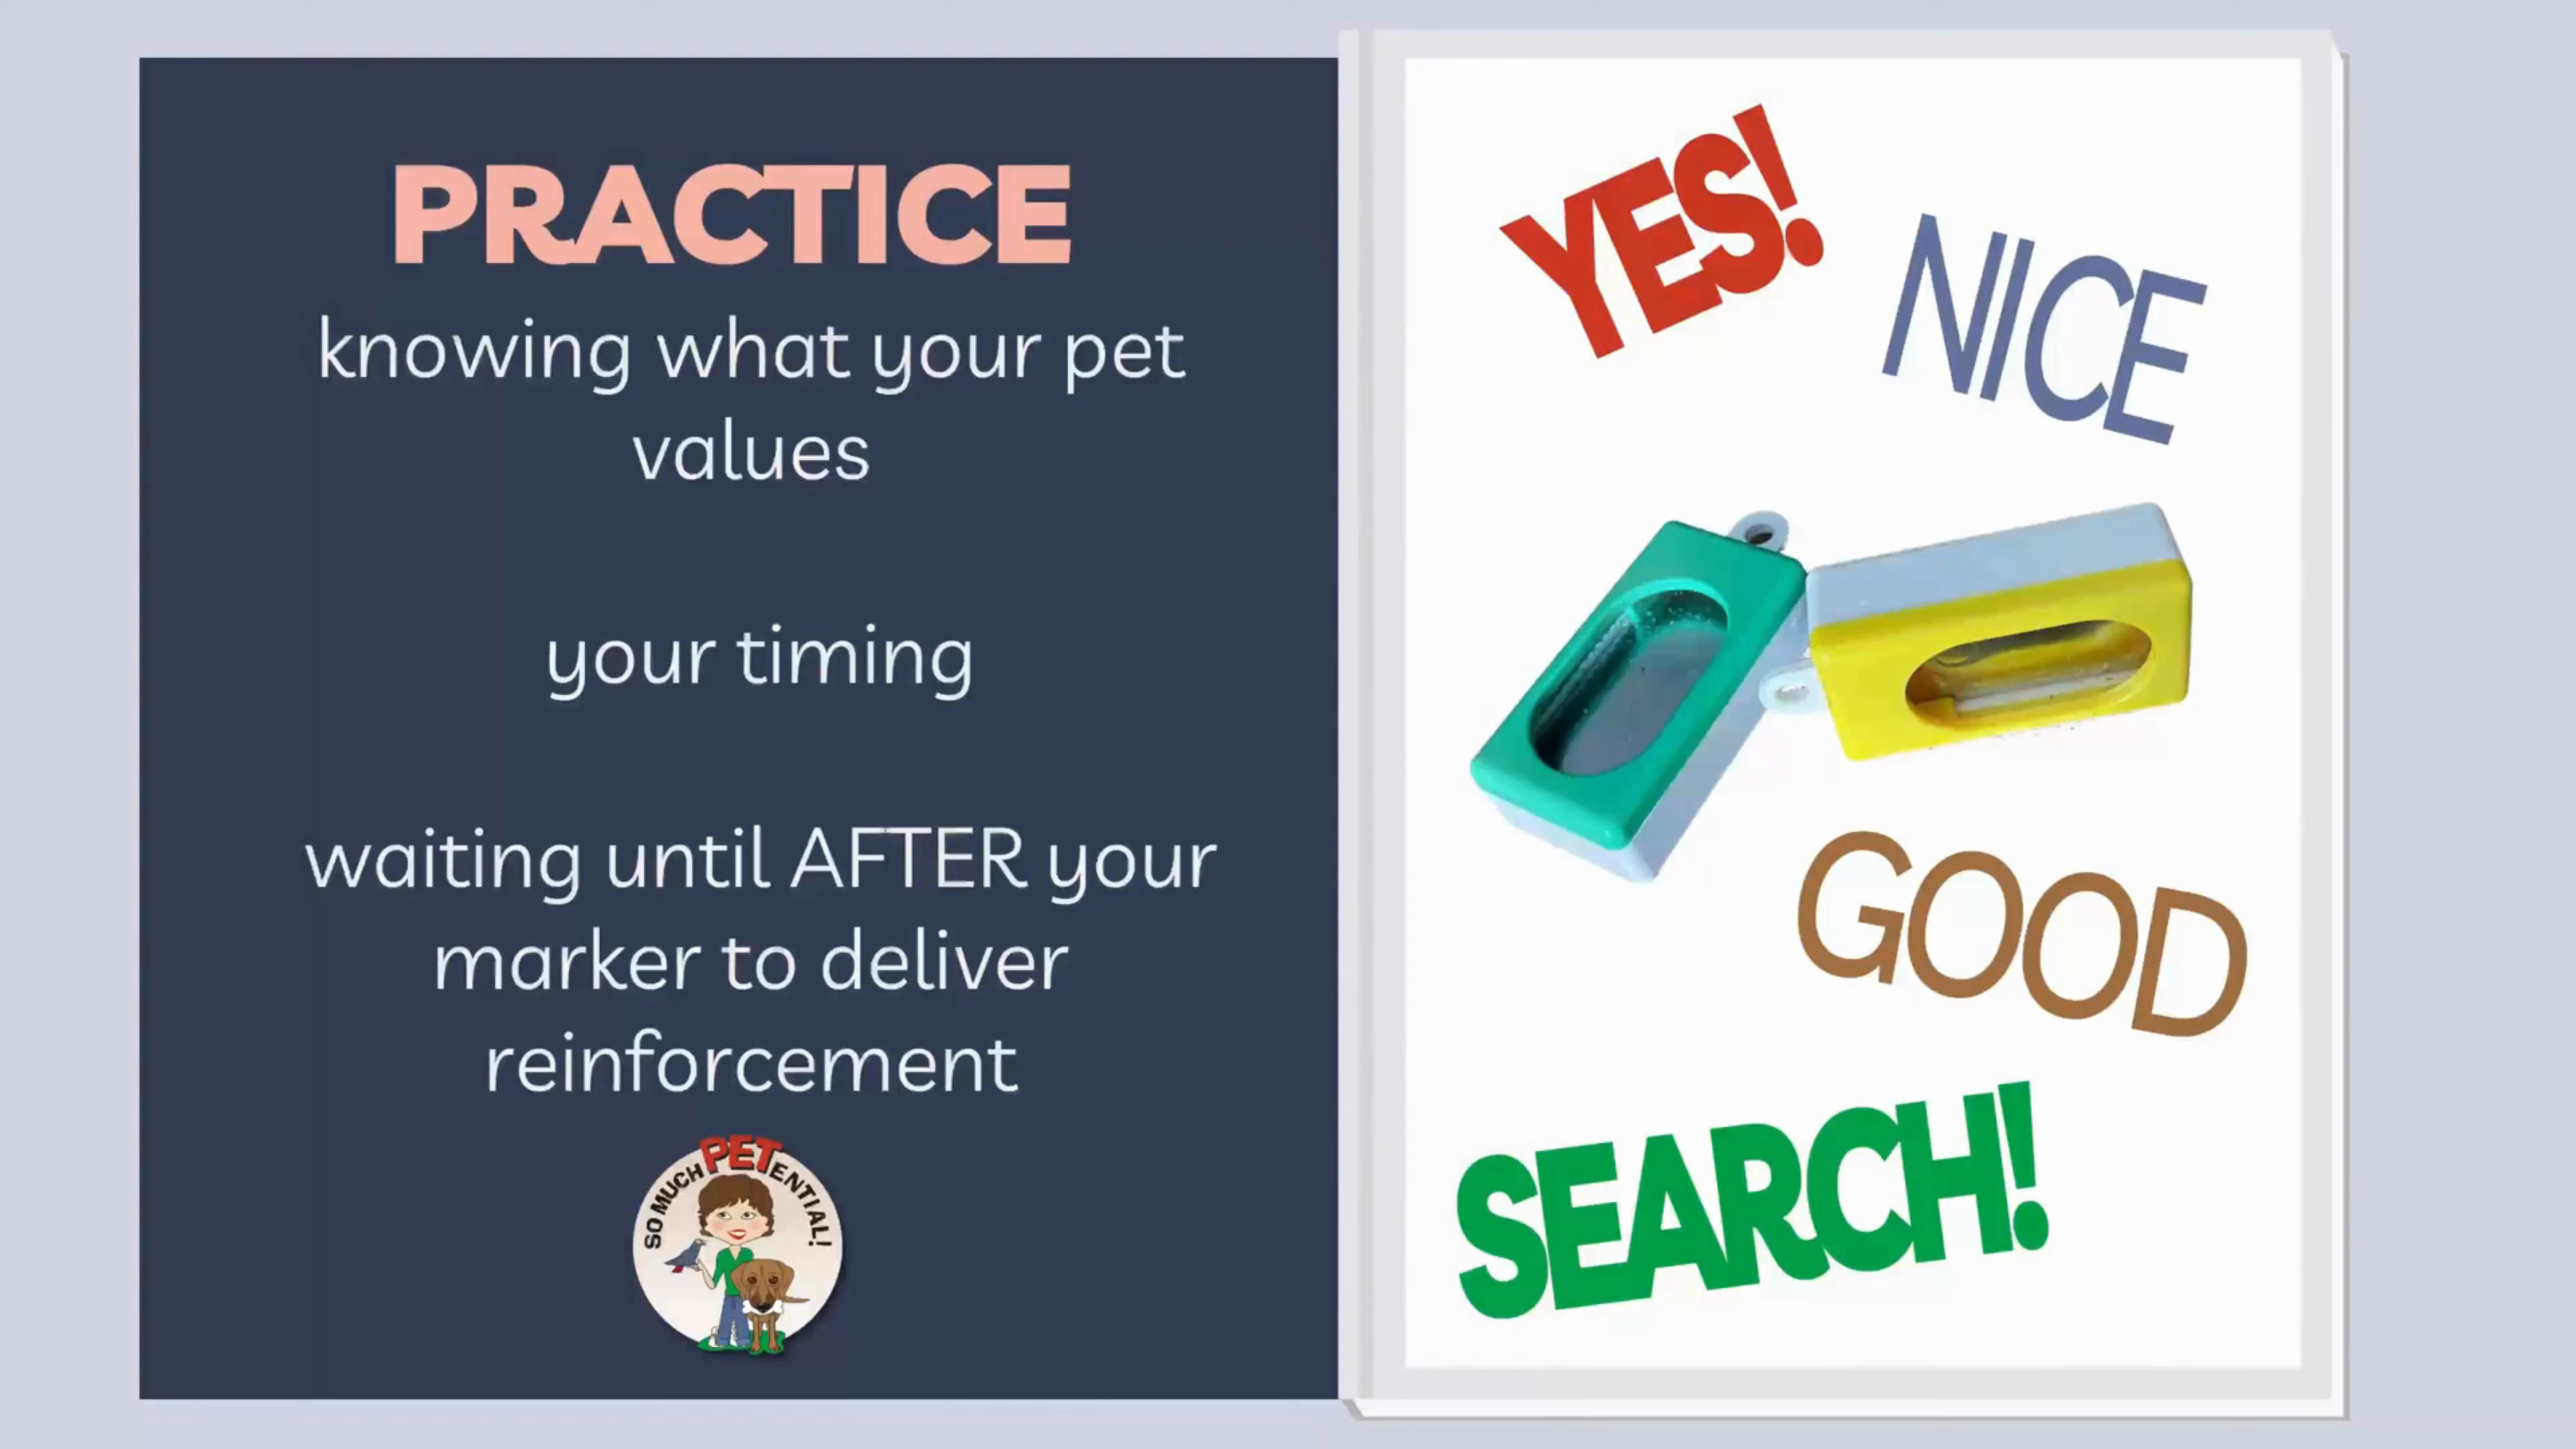 PRACTICE
knowing what your pet
values
your timing
waiting until AFTER your
marker to deliver
reinforcement
SO MUCH PETENTIAL!
YES!
NICE
GOOD
SEARCH!